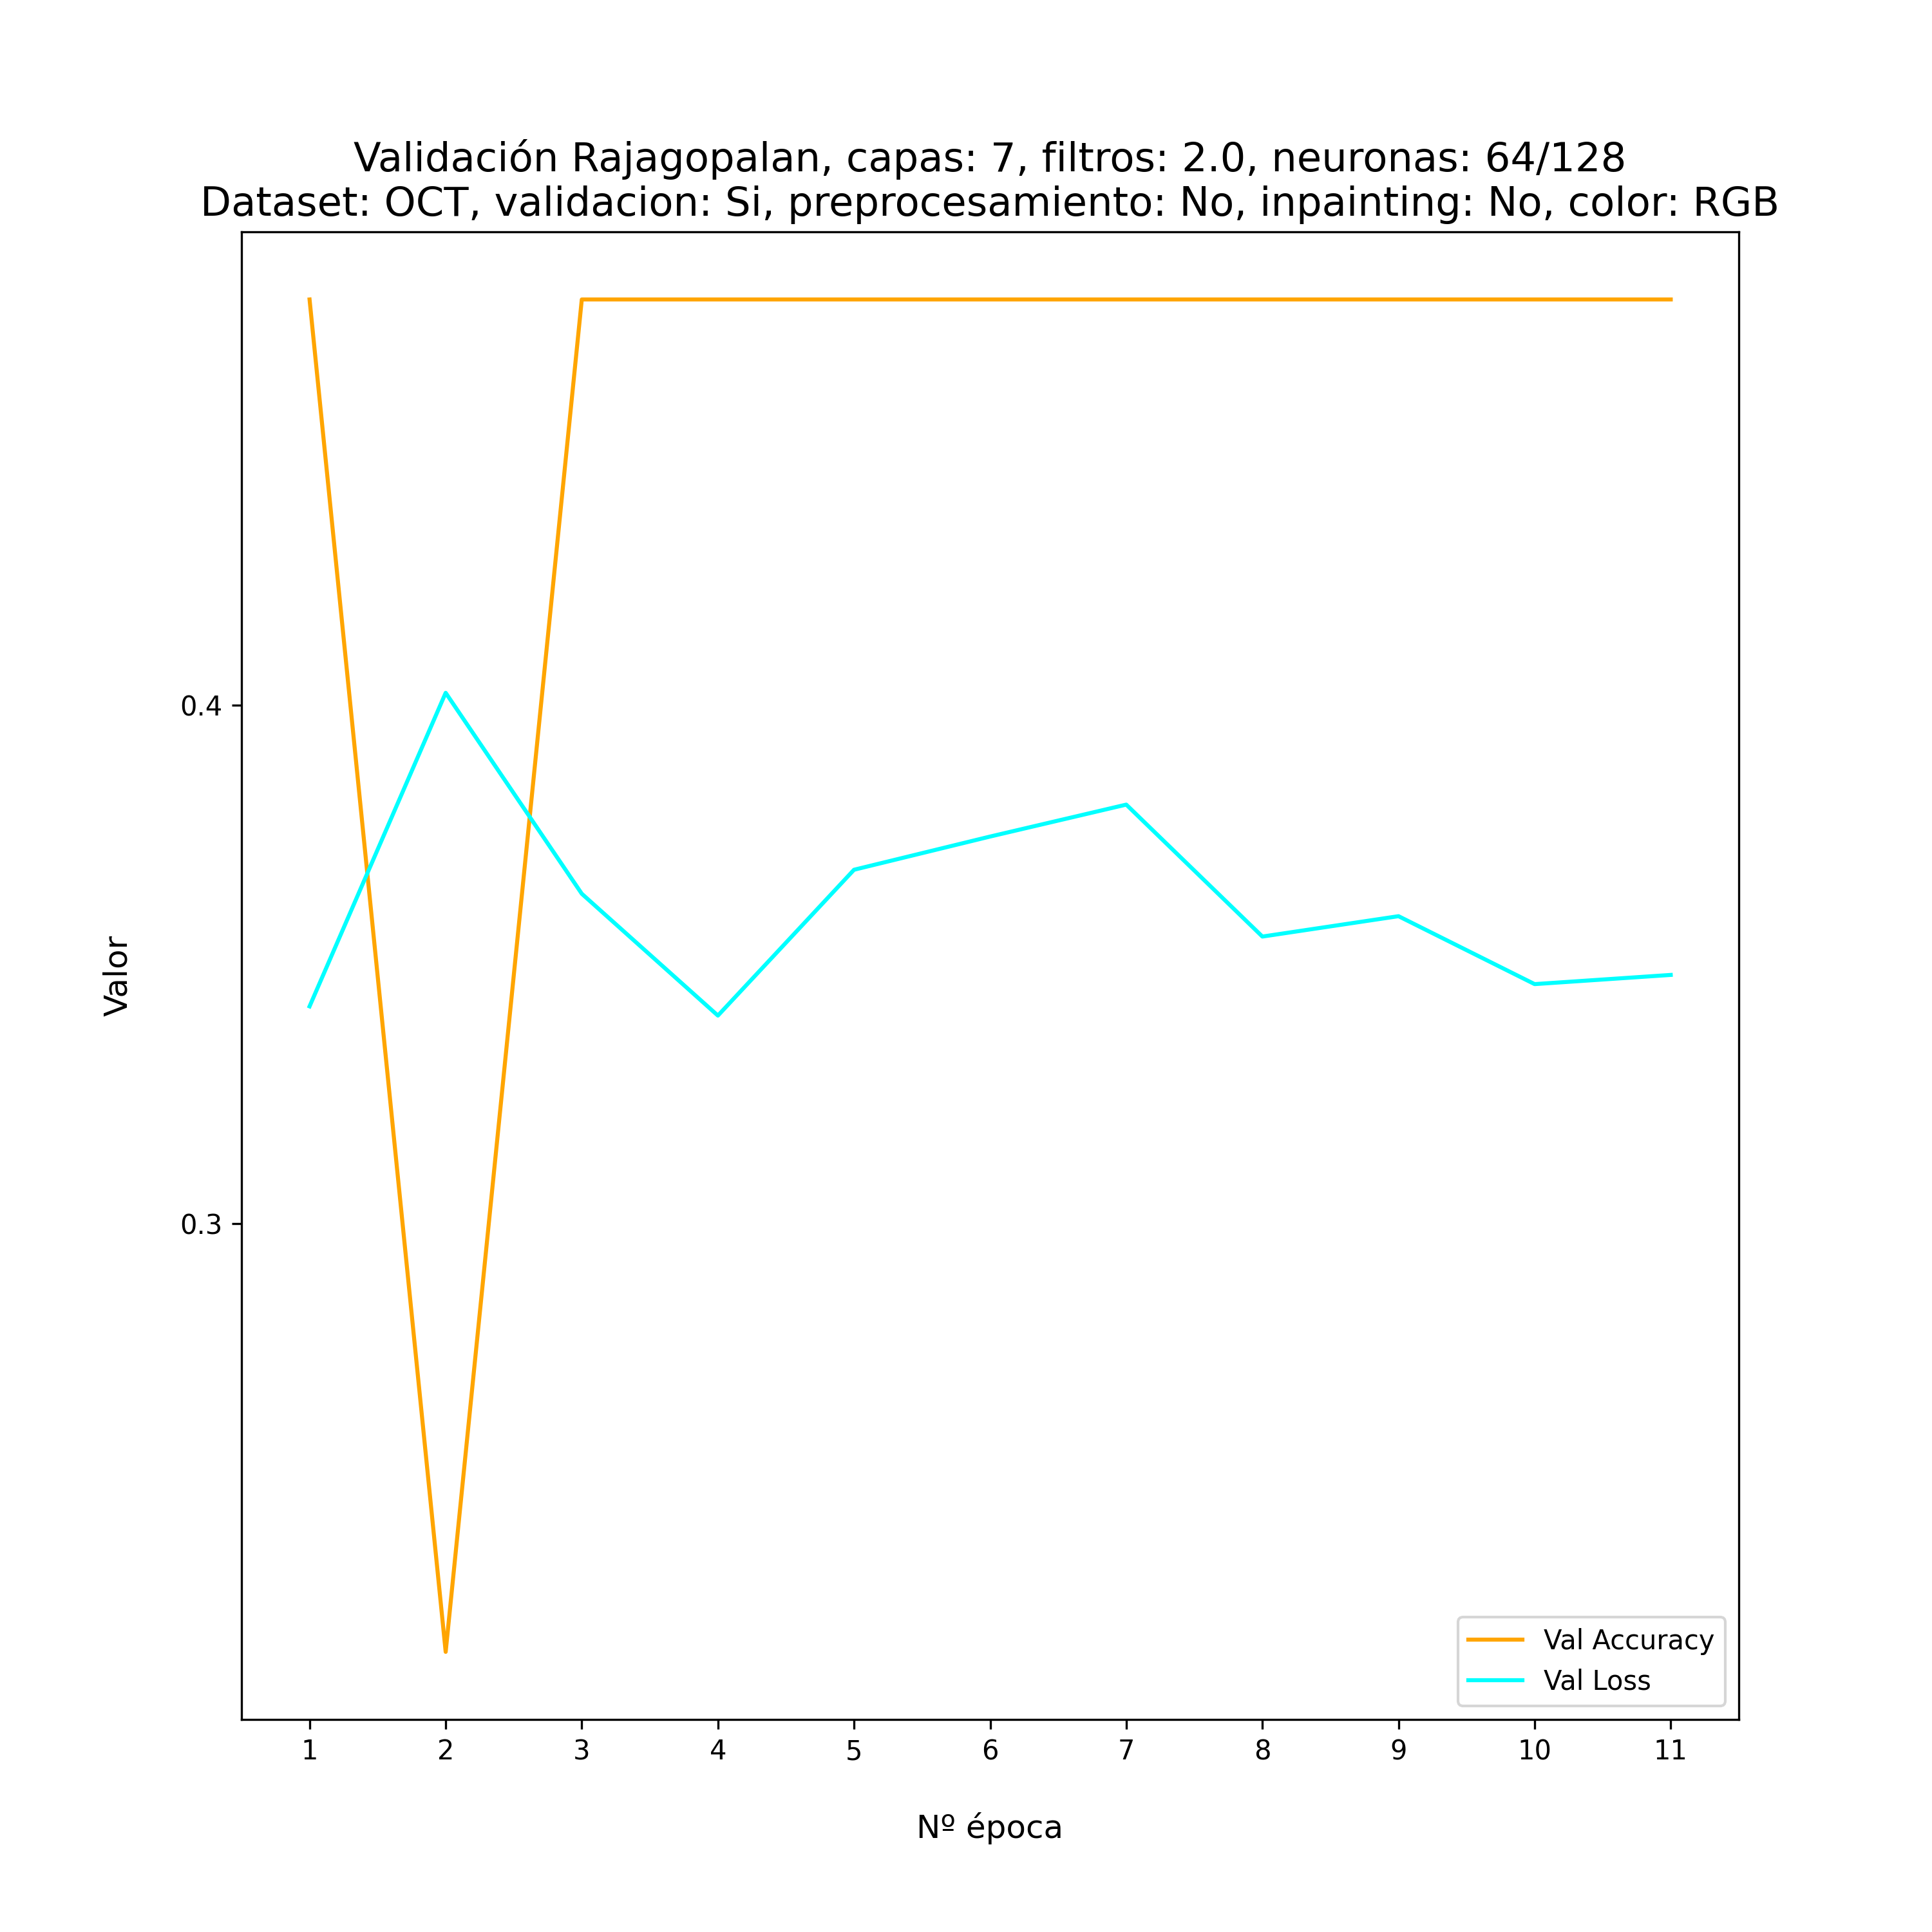 Validación Rajagopalan, capas: 7, filtros: 2.0, neuronas: 64/128
Dataset: OCT, validacion: Si, preprocesamiento: No, inpainting: No, color: RGB
Valor
0.4
0.3
Val Accuracy
Val Loss
1 2 3 4 5 6 7 8 9 10 11
Nº época